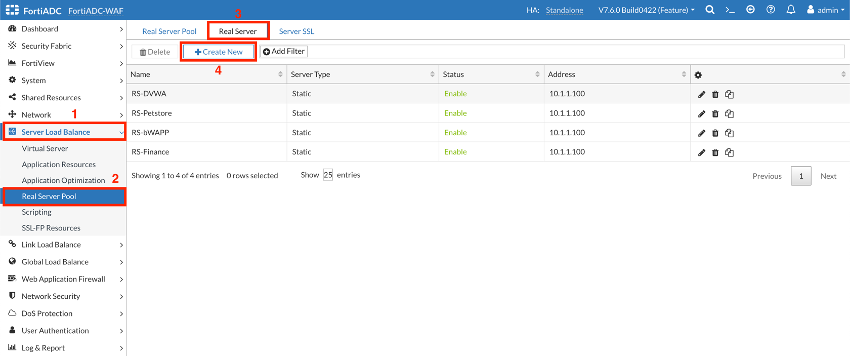 FortiADC FortiADC-WAF HA: Standalone V7.6.0 Build0422 (Feature) >_ ? admin
3
Dashboard
Security Fabric
FortiView
System
Shared Resources
Network 1
Server Load Balance
Virtual Server
Application Resources
Application Optimization 2
Real Server Pool
Scripting
SSL-FP Resources
Link Load Balance
Global Load Balance
Web Application Firewall
Network Security
DoS Protection
User Authentication
Log & Report
Real Server Pool Real Server Server SSL
Delete + Create New Add Filter
4
Name Server Type Status Address
RS-DVWA Static Enable 10.1.1.100
RS-Petstore Static Enable 10.1.1.100
RS-bWAPP Static Enable 10.1.1.100
RS-Finance Static Enable 10.1.1.100
Showing 1 to 4 of 4 entries 0 rows selected Show 25 entries Previous 1 Next